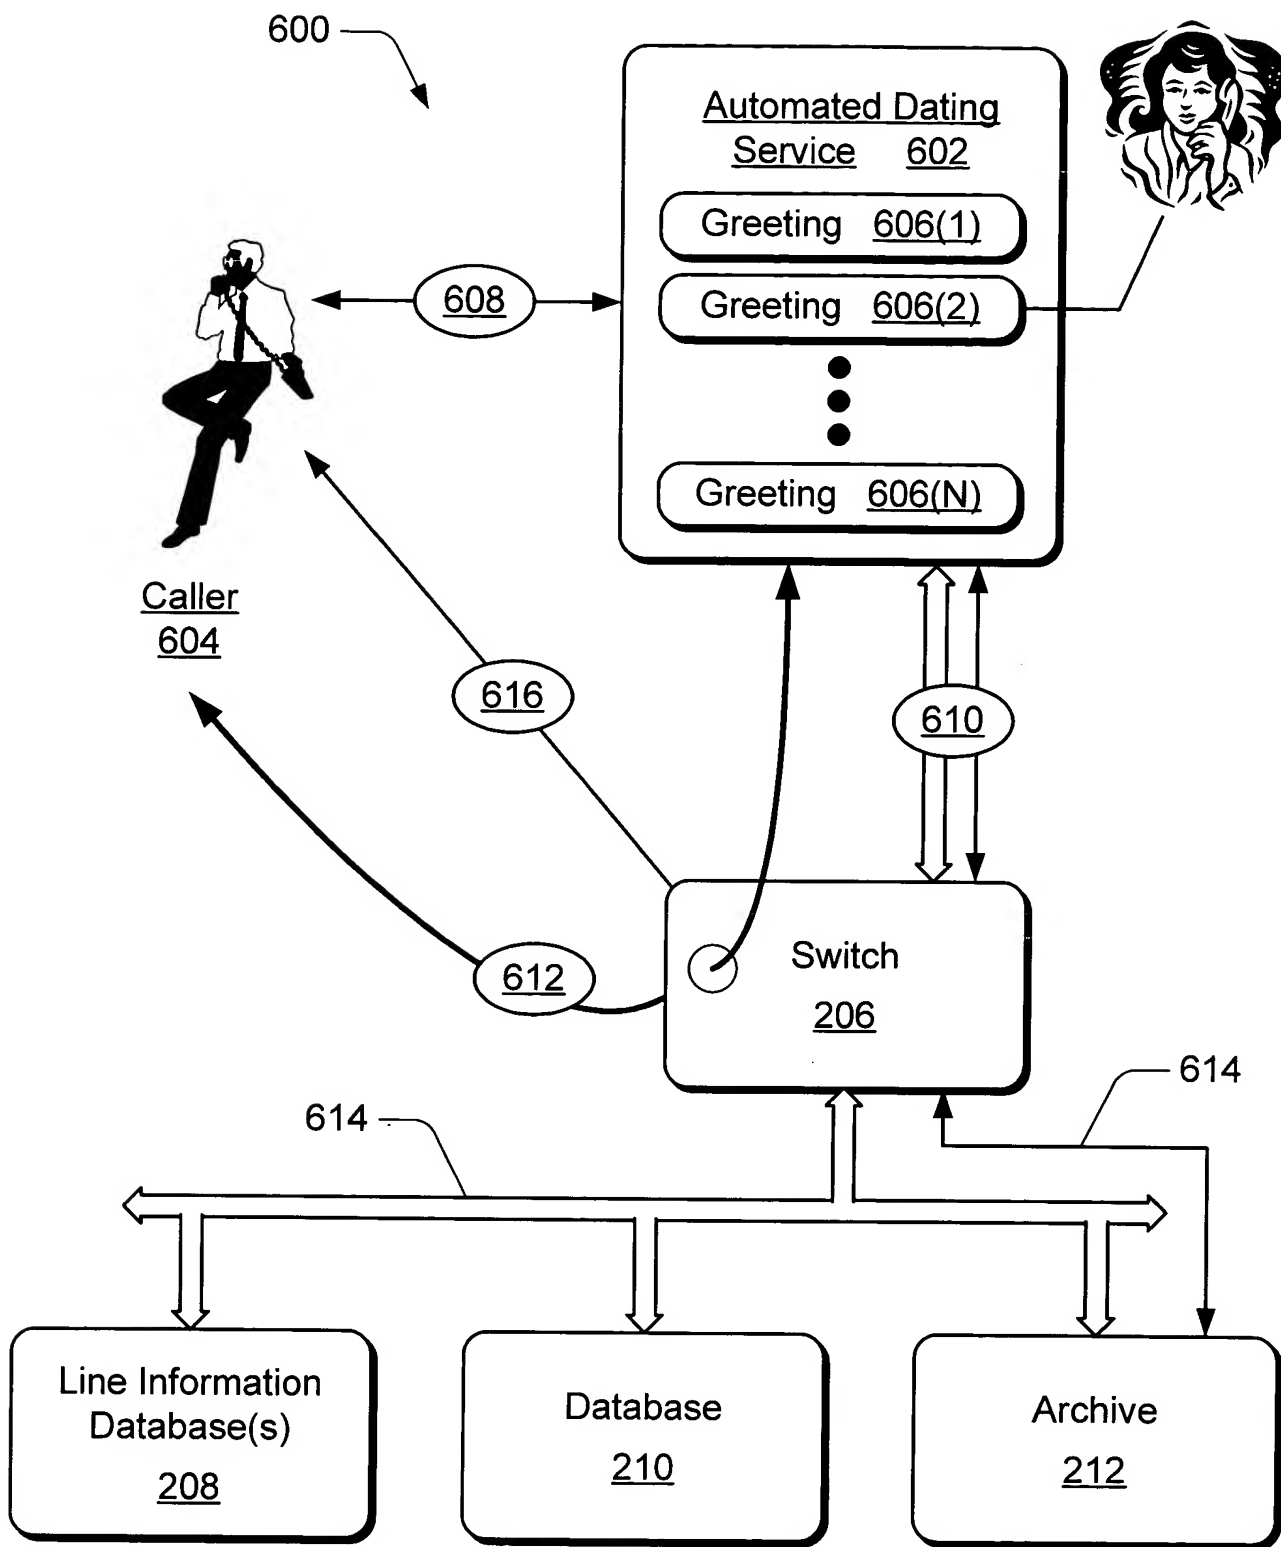 600
Automated Dating
Service 602
Greeting 606(1)
Greeting 606(2)
Greeting 606(N)
608
Caller
604
616
610
612
Switch
206
614
614
Line Information
Database(s)
208
Database
210
Archive
212